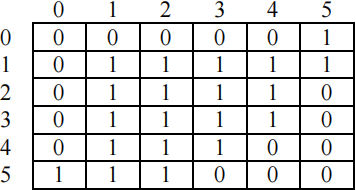 0 1 2 3 4 5
0 0 0 0 0 0 1
1 0 1 1 1 1 1
2 0 1 1 1 1 0
3 0 1 1 1 1 0
4 0 1 1 1 0 0
5 1 1 1 0 0 0